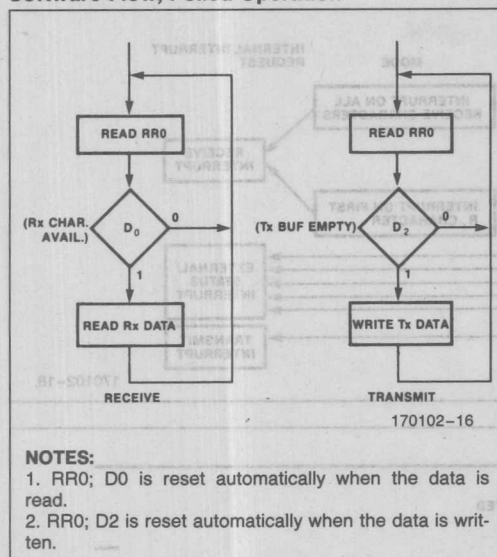 Software Flow, Polled Operation
READ RR0
(Rx CHAR.
AVAIL.)
D0
0
1
READ Rx DATA
RECEIVE
READ RR0
(Tx BUF EMPTY)
D2
0
1
WRITE Tx DATA
TRANSMIT
170102–16
NOTES:
1. RR0; D0 is reset automatically when the data is
read.
2. RR0; D2 is reset automatically when the data is writ-
ten.